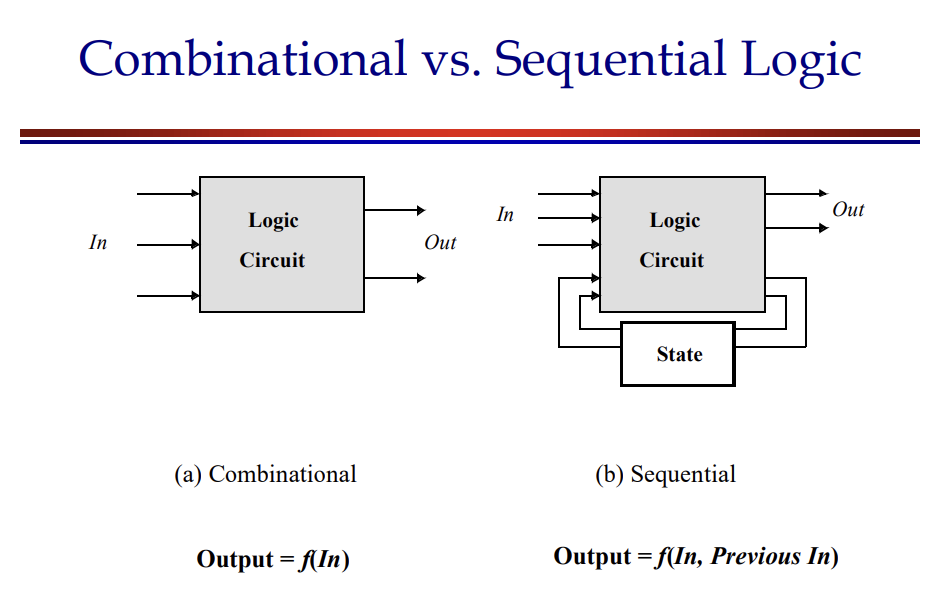 Combinational vs. Sequential Logic
In
Logic
Circuit
Out
In
Logic
Circuit
Out
State
(a) Combinational
(b) Sequential
Output = f(In)
Output = f(In, Previous In)